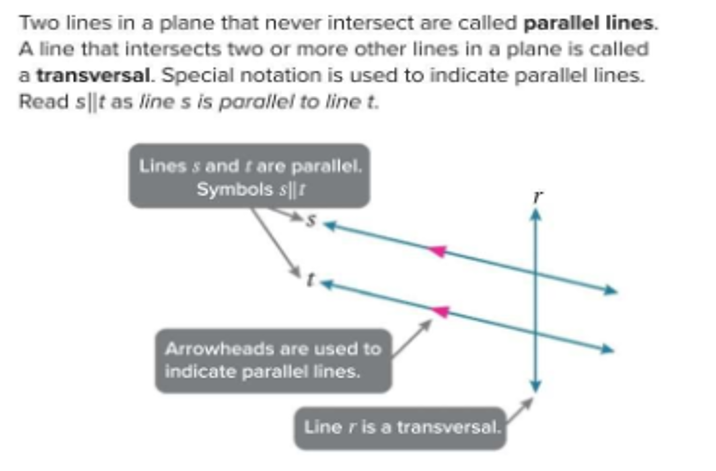 Two lines in a plane that never intersect are called parallel lines.
A line that intersects two or more other lines in a plane is called
a transversal. Special notation is used to indicate parallel lines.
Read s||t as line s is parallel to line t.
Lines s and t are parallel.
Symbols s||t
r
s
t
Arrowheads are used to
indicate parallel lines.
Line r is a transversal.